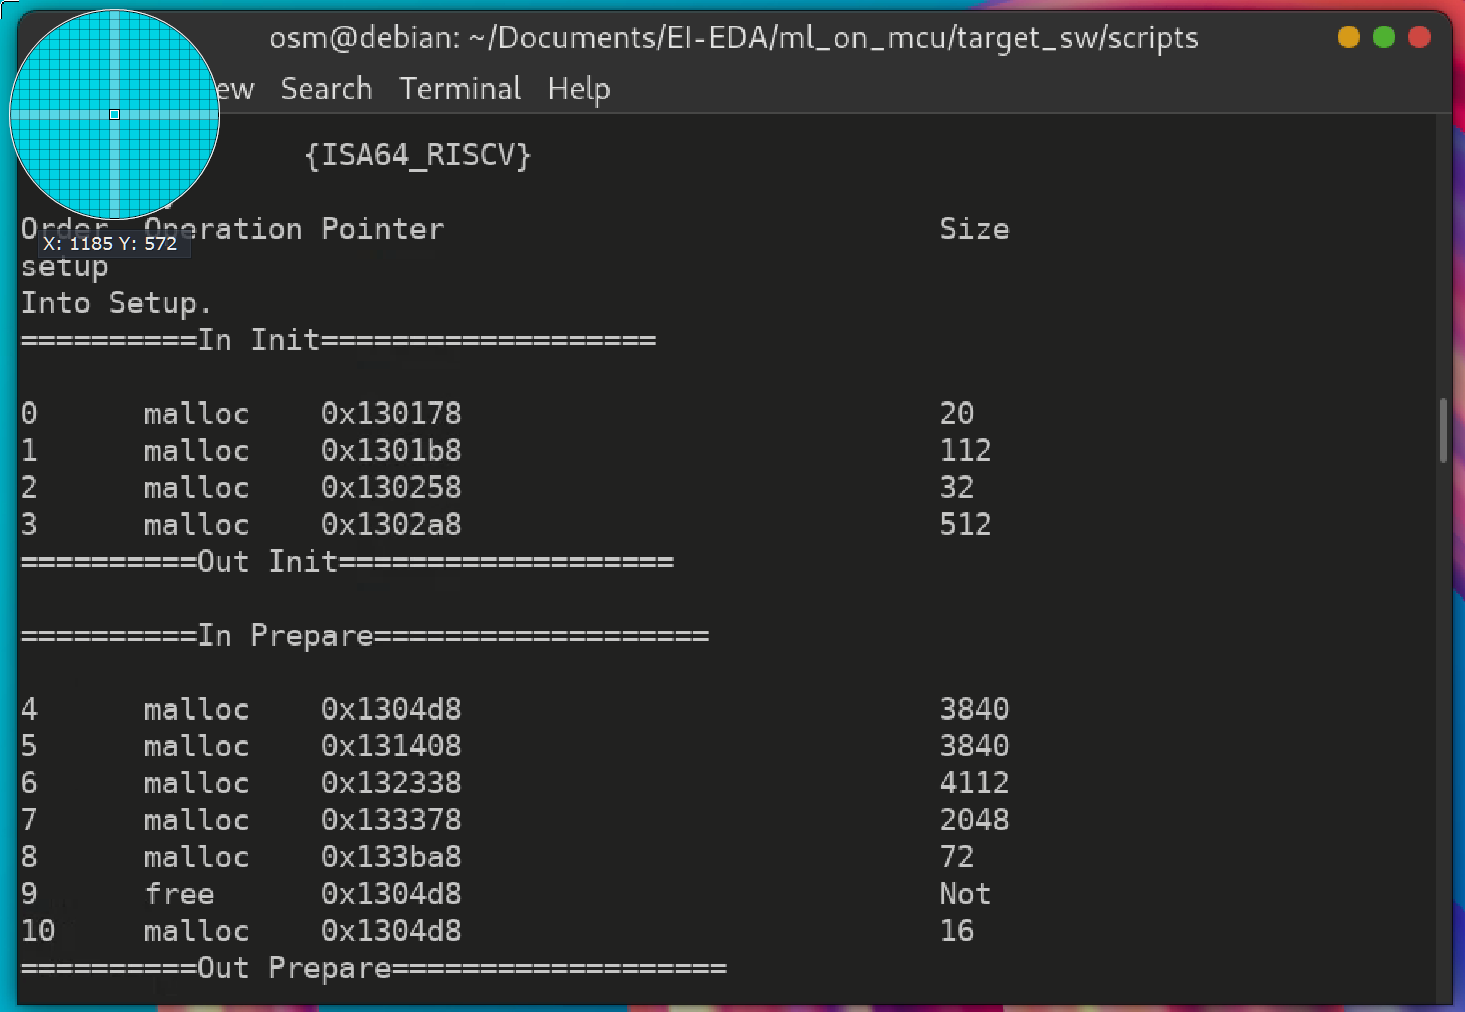 osm@debian: ~/Documents/EI-EDA/ml_on_mcu/target_sw/scripts
Search Terminal Help
{ISA64_RISCV}
Order Operation Pointer Size
X: 1185 Y: 572
setup
Into Setup.
==========In Init===================
0 malloc 0x130178 20
1 malloc 0x1301b8 112
2 malloc 0x130258 32
3 malloc 0x1302a8 512
==========Out Init===================
==========In Prepare===================
4 malloc 0x1304d8 3840
5 malloc 0x131408 3840
6 malloc 0x132338 4112
7 malloc 0x133378 2048
8 malloc 0x133ba8 72
9 free 0x1304d8 Not
10 malloc 0x1304d8 16
==========Out Prepare===================